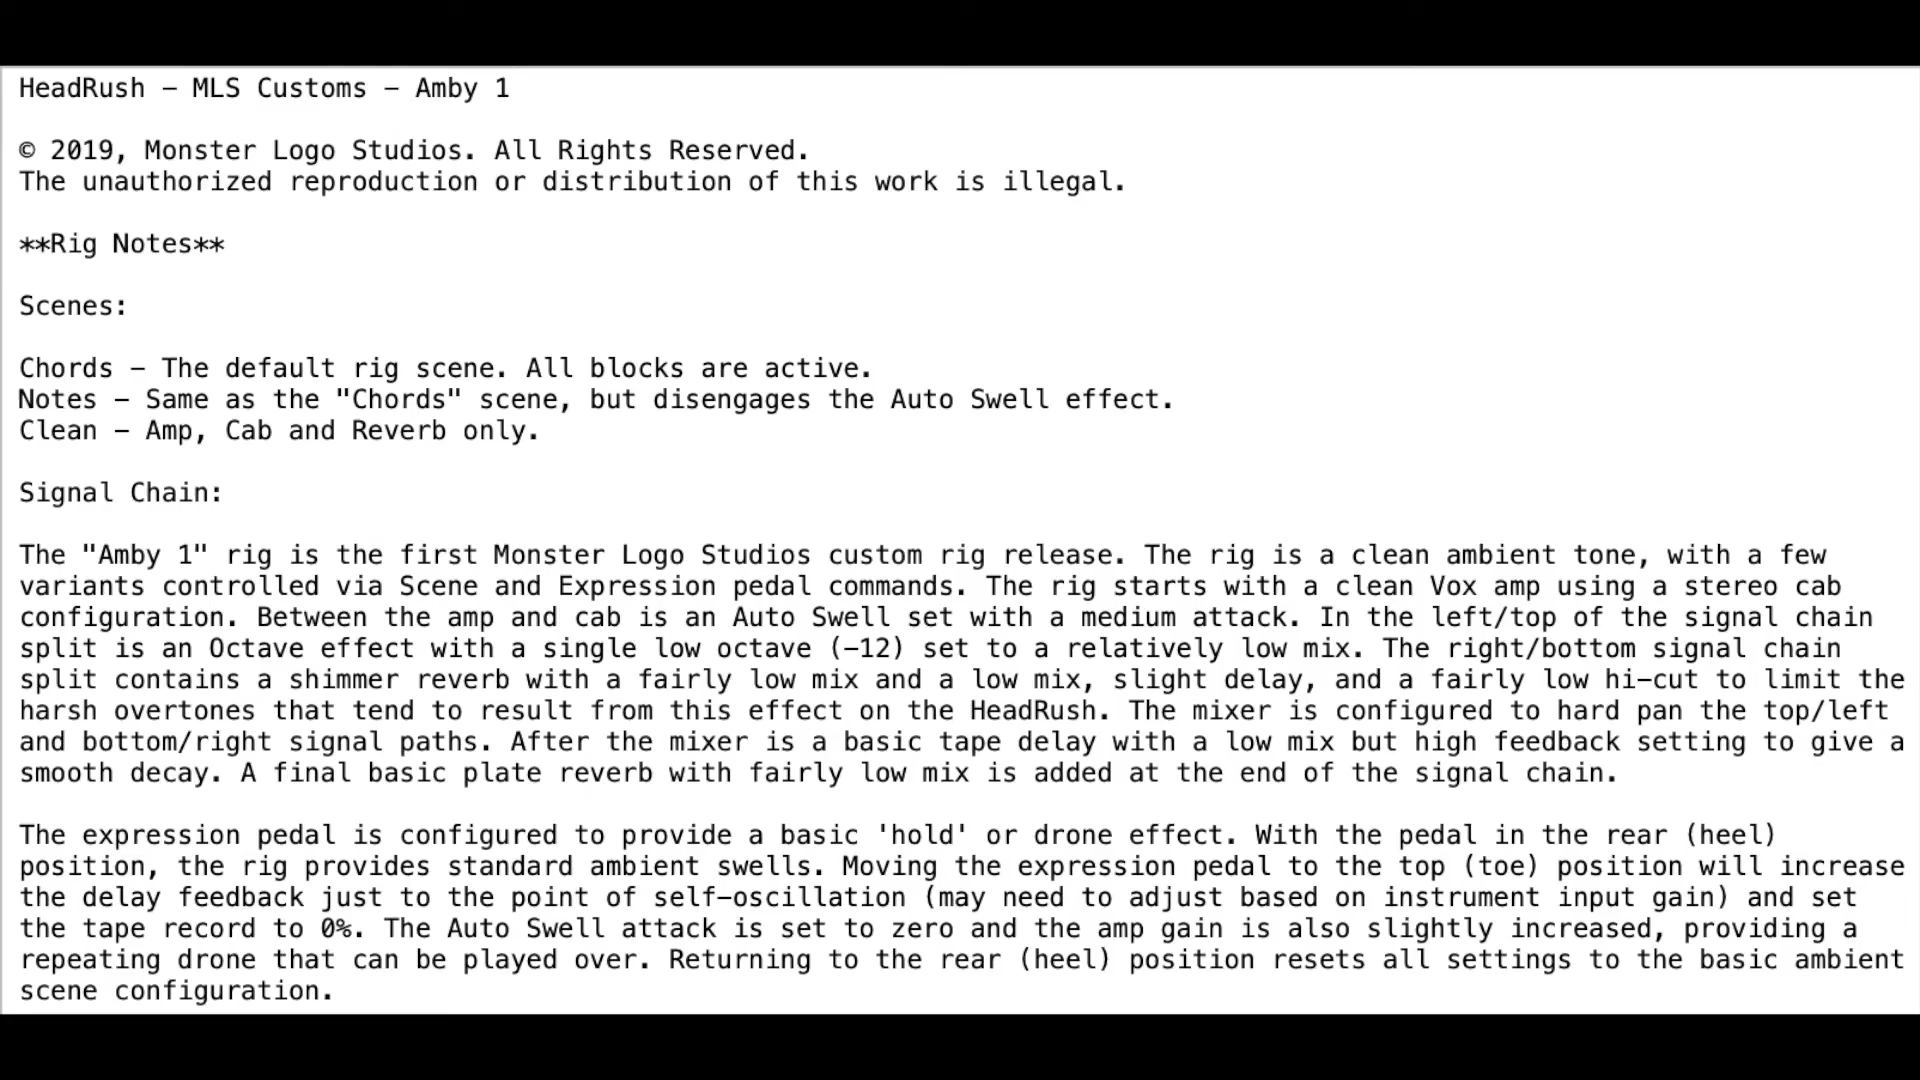 HeadRush – MLS Customs – Amby 1
© 2019, Monster Logo Studios. All Rights Reserved.
The unauthorized reproduction or distribution of this work is illegal.
**Rig Notes**
Scenes:
Chords – The default rig scene. All blocks are active.
Notes – Same as the "Chords" scene, but disengages the Auto Swell effect.
Clean – Amp, Cab and Reverb only.
Signal Chain:
The "Amby 1" rig is the first Monster Logo Studios custom rig release. The rig is a clean ambient tone, with a few
variants controlled via Scene and Expression pedal commands. The rig starts with a clean Vox amp using a stereo cab
configuration. Between the amp and cab is an Auto Swell set with a medium attack. In the left/top of the signal chain
split is an Octave effect with a single low octave (–12) set to a relatively low mix. The right/bottom signal chain
split contains a shimmer reverb with a fairly low mix and a low mix, slight delay, and a fairly low hi–cut to limit the
harsh overtones that tend to result from this effect on the HeadRush. The mixer is configured to hard pan the top/left
and bottom/right signal paths. After the mixer is a basic tape delay with a low mix but high feedback setting to give a
smooth decay. A final basic plate reverb with fairly low mix is added at the end of the signal chain.
The expression pedal is configured to provide a basic 'hold' or drone effect. With the pedal in the rear (heel)
position, the rig provides standard ambient swells. Moving the expression pedal to the top (toe) position will increase
the delay feedback just to the point of self–oscillation (may need to adjust based on instrument input gain) and set
the tape record to 0%. The Auto Swell attack is set to zero and the amp gain is also slightly increased, providing a
repeating drone that can be played over. Returning to the rear (heel) position resets all settings to the basic ambient
scene configuration.